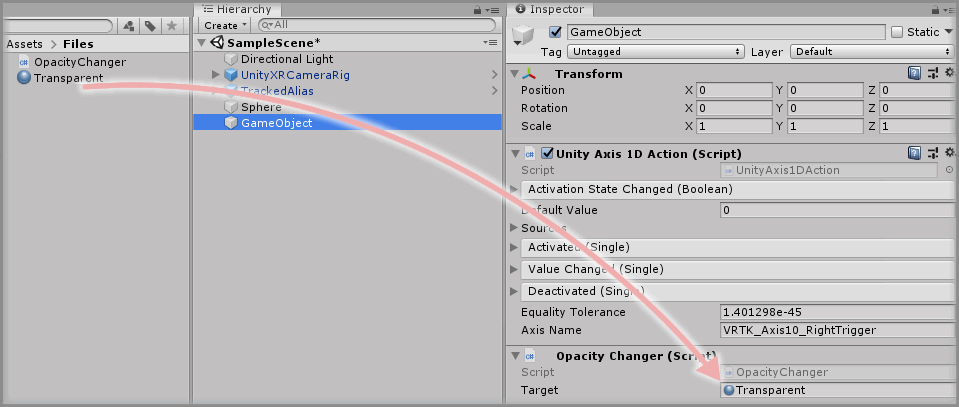 Assets ▸ Files
OpacityChanger
Transparent
Hierarchy
Create All
SampleScene*
Directional Light
UnityXRCameraRig
TrackedAlias
Sphere
GameObject
Inspector
GameObject Static
Tag Untagged Layer Default
Transform
Position X 0 Y 0 Z 0
Rotation X 0 Y 0 Z 0
Scale X 1 Y 1 Z 1
C# Unity Axis 1D Action (Script)
Script UnityAxis1DAction
Activation State Changed (Boolean)
Default Value 0
Sources
Activated (Single)
Value Changed (Single)
Deactivated (Single)
Equality Tolerance 1.401298e-45
Axis Name VRTK_Axis10_RightTrigger
C# Opacity Changer (Script)
Script OpacityChanger
Target Transparent